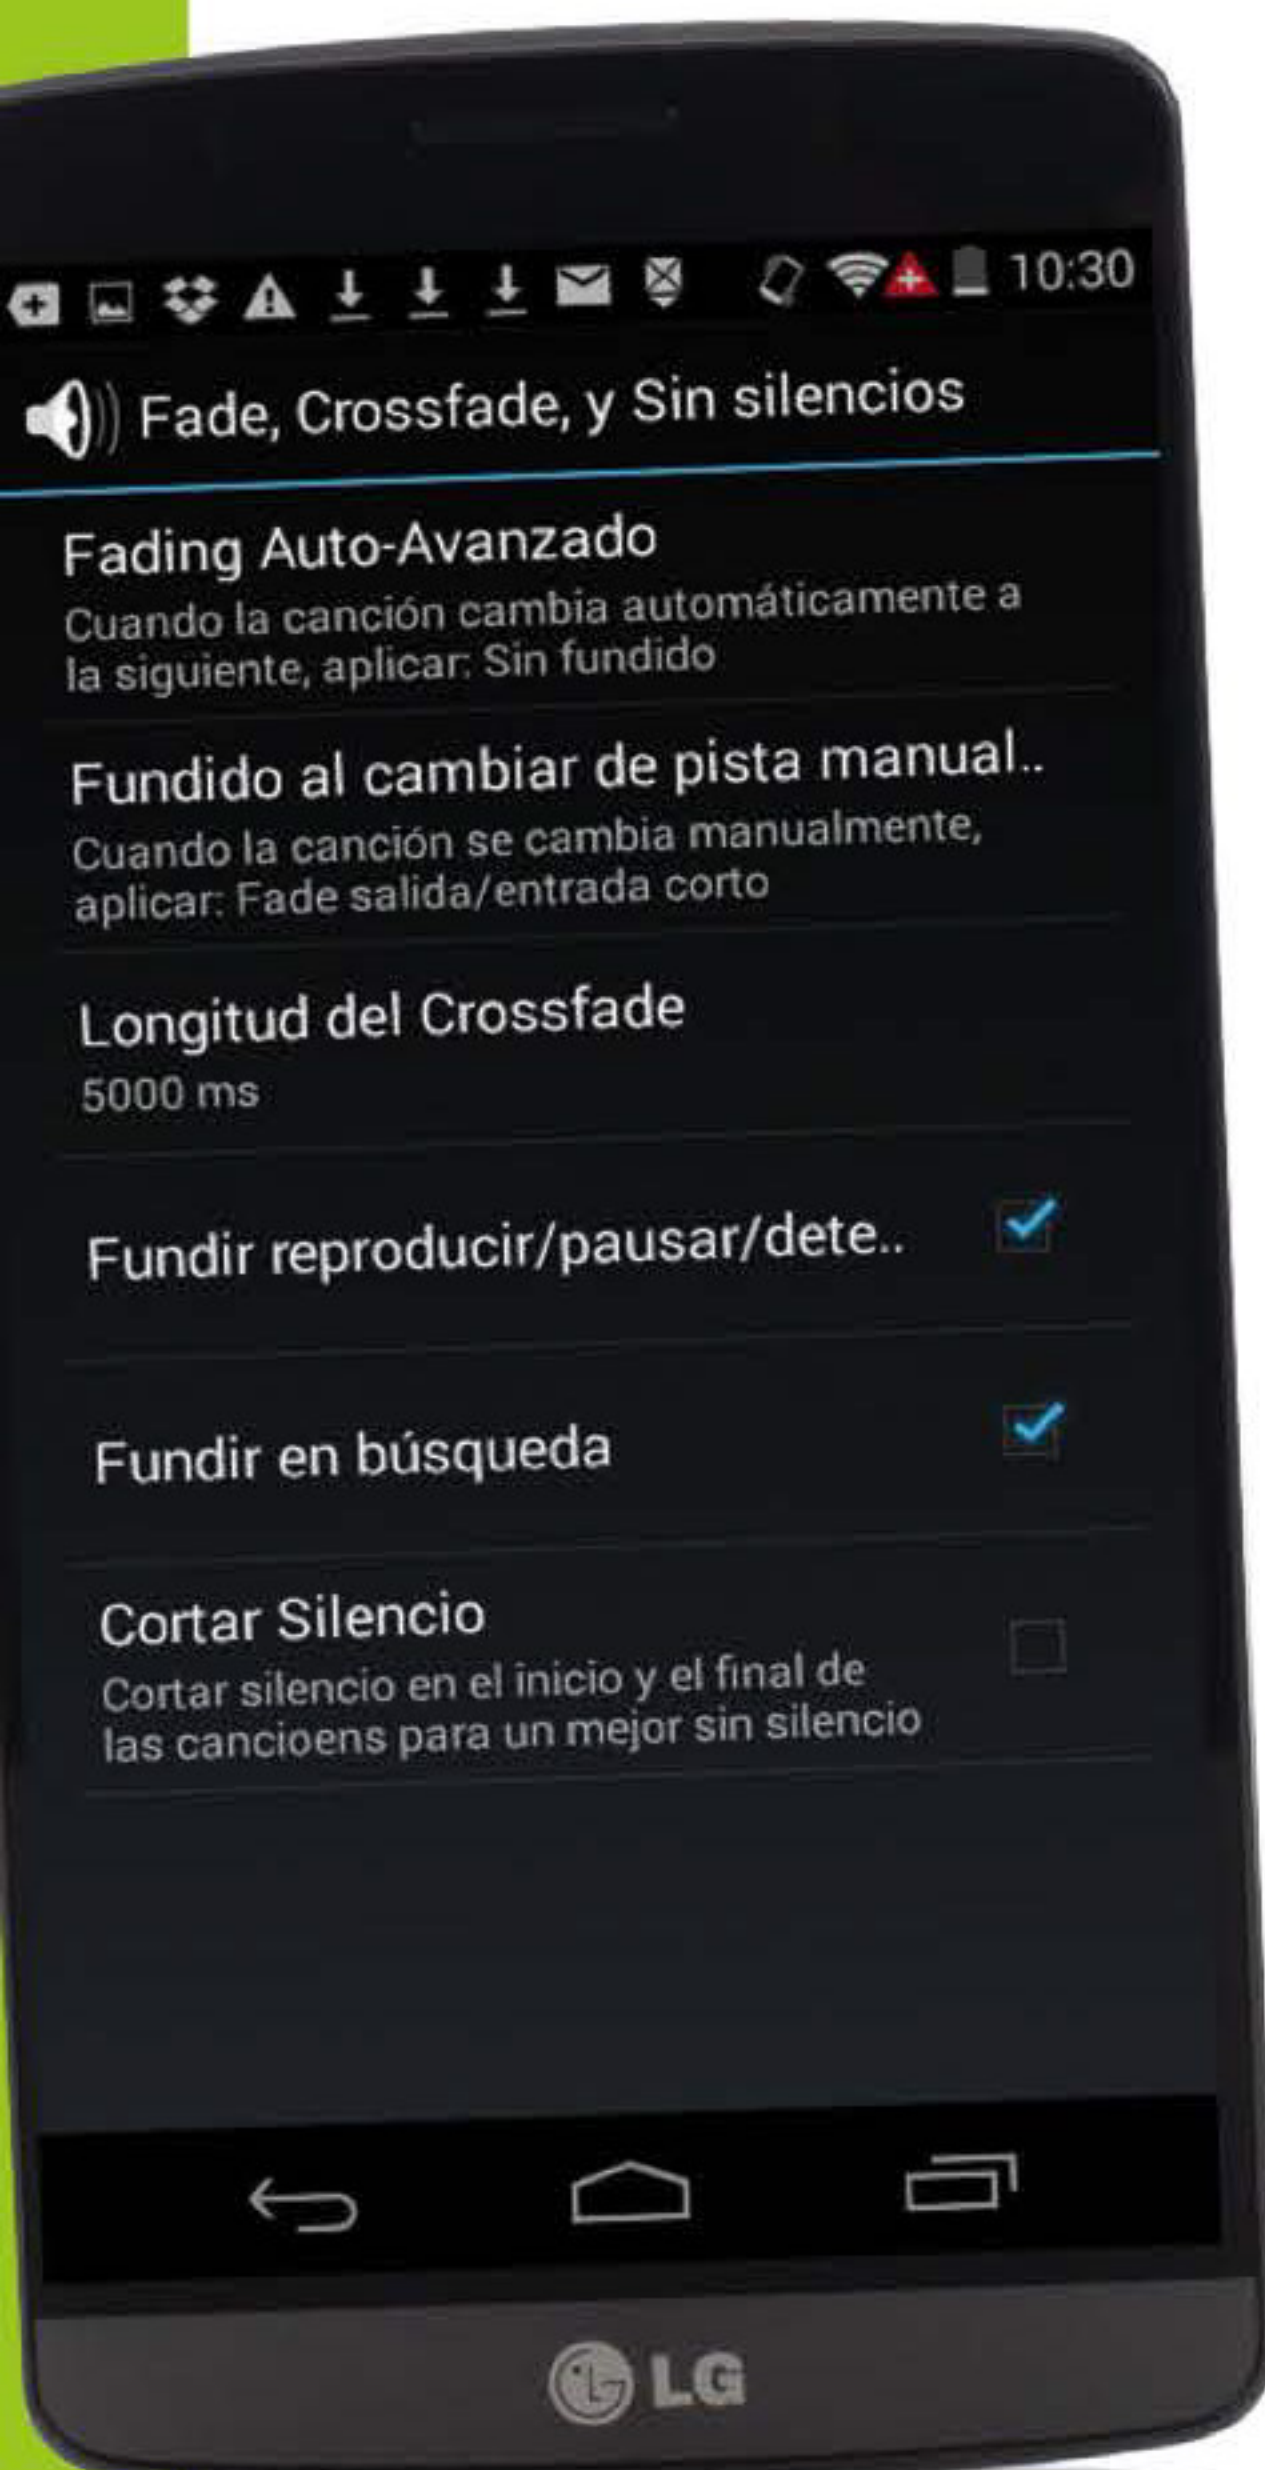 10:30
Fade, Crossfade, y Sin silencios
Fading Auto-Avanzado
Cuando la canción cambia automáticamente a
la siguiente, aplicar: Sin fundido
Fundido al cambiar de pista manual..
Cuando la canción se cambia manualmente,
aplicar: Fade salida/entrada corto
Longitud del Crossfade
5000 ms
Fundir reproducir/pausar/dete..
Fundir en búsqueda
Cortar Silencio
Cortar silencio en el inicio y el final de
las cancioens para un mejor sin silencio
LG